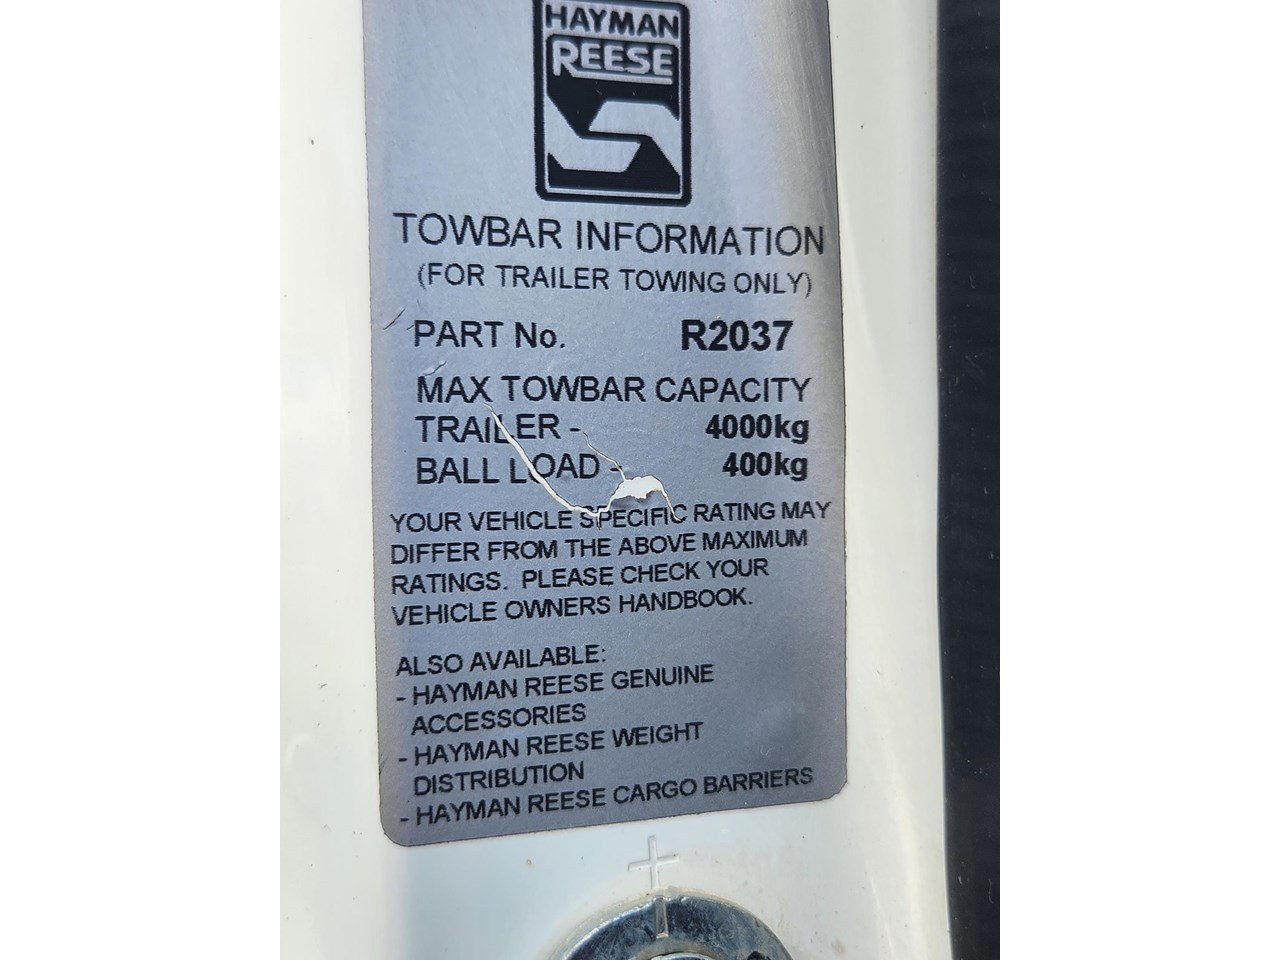 HAYMAN
REESE
TOWBAR INFORMATION
(FOR TRAILER TOWING ONLY)
PART No. R2037
MAX TOWBAR CAPACITY
TRAILER - 4000kg
BALL LOAD - 400kg
YOUR VEHICLE SPECIFIC RATING MAY
DIFFER FROM THE ABOVE MAXIMUM
RATINGS. PLEASE CHECK YOUR
VEHICLE OWNERS HANDBOOK.
ALSO AVAILABLE:
- HAYMAN REESE GENUINE
ACCESSORIES
- HAYMAN REESE WEIGHT
DISTRIBUTION
- HAYMAN REESE CARGO BARRIERS